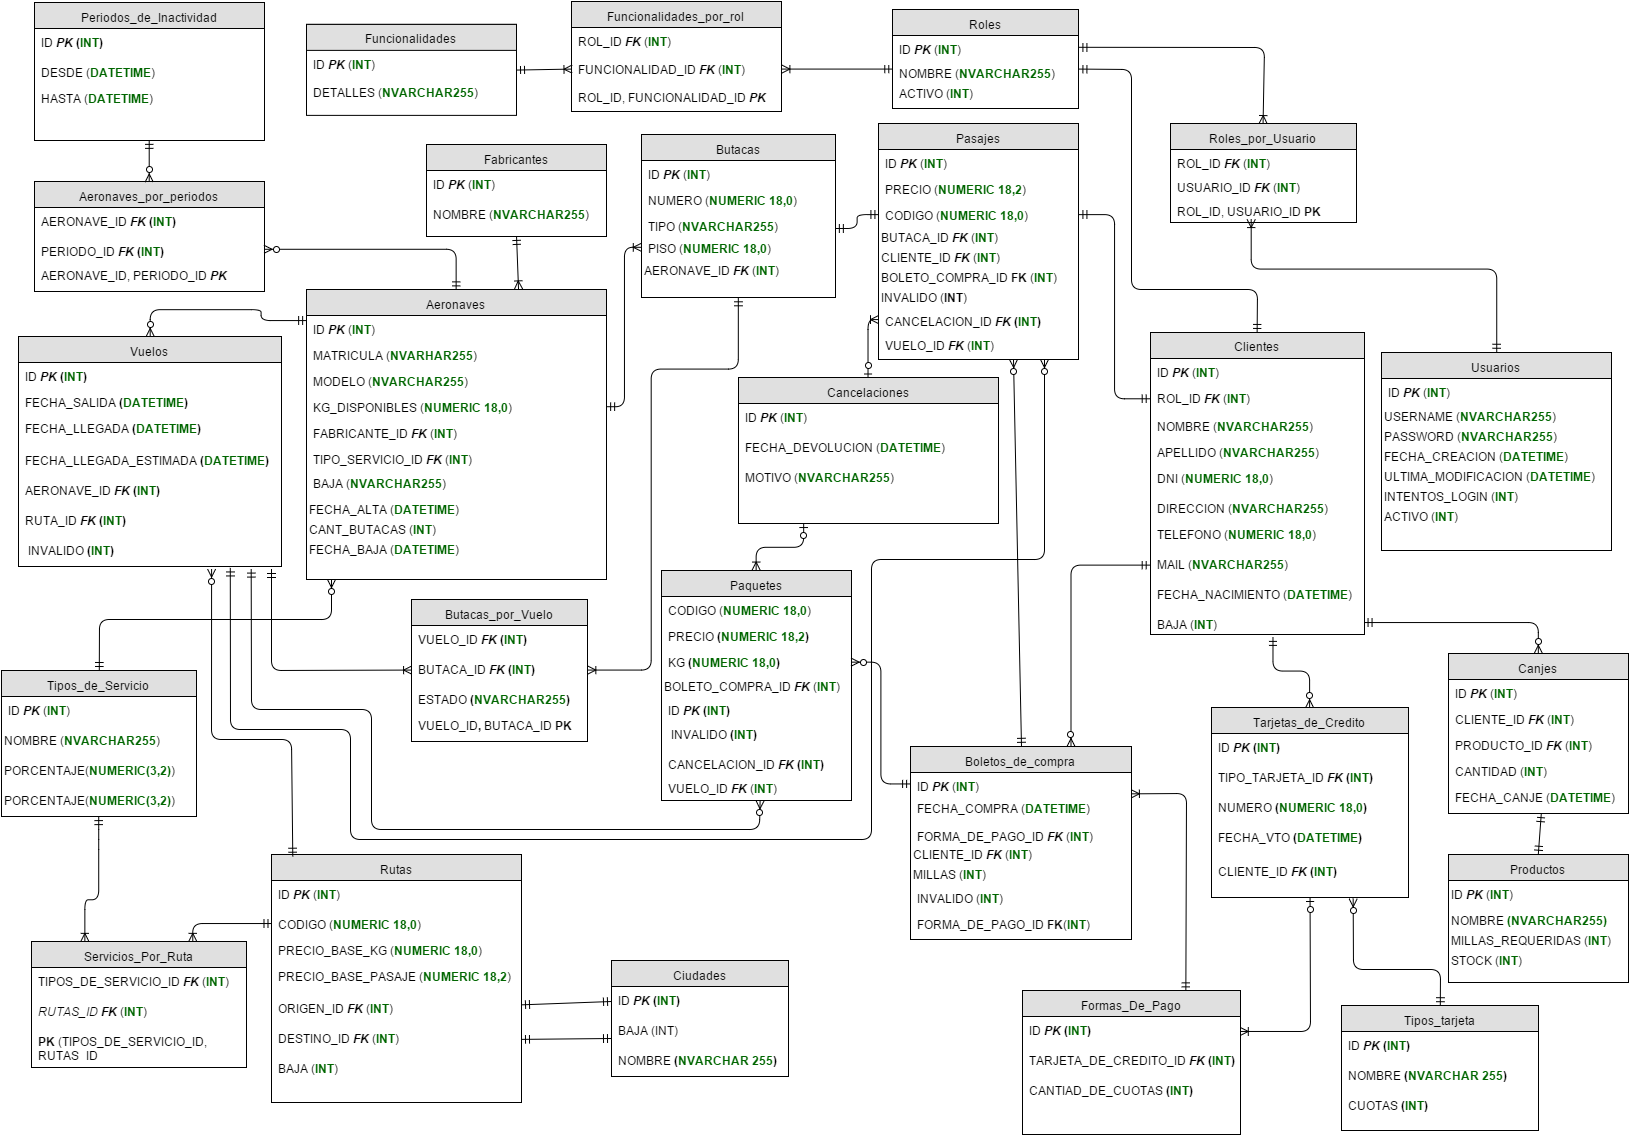 Periodos_de_Inactividad
ID PK (INT)
DESDE (DATETIME)
HASTA (DATETIME)
Funcionalidades
ID PK (INT)
DETALLES (NVARCHAR255)
Funcionalidades_por_rol
ROL_ID FK (INT)
FUNCIONALIDAD_ID FK (INT)
ROL_ID, FUNCIONALIDAD_ID PK
Roles
ID PK (INT)
NOMBRE (NVARCHAR255)
ACTIVO (INT)
Roles_por_Usuario
ROL_ID FK (INT)
USUARIO_ID FK (INT)
ROL_ID, USUARIO_ID PK
Aeronaves_por_periodos
AERONAVE_ID FK (INT)
PERIODO_ID FK (INT)
AERONAVE_ID, PERIODO_ID PK
Fabricantes
ID PK (INT)
NOMBRE (NVARCHAR255)
Butacas
ID PK (INT)
NUMERO (NUMERIC 18,0)
TIPO (NVARCHAR255)
PISO (NUMERIC 18,0)
AERONAVE_ID FK (INT)
Pasajes
ID PK (INT)
PRECIO (NUMERIC 18,2)
CODIGO (NUMERIC 18,0)
BUTACA_ID FK (INT)
CLIENTE_ID FK (INT)
BOLETO_COMPRA_ID FK (INT)
INVALIDO (INT)
CANCELACION_ID FK (INT)
VUELO_ID FK (INT)
Vuelos
ID PK (INT)
FECHA_SALIDA (DATETIME)
FECHA_LLEGADA (DATETIME)
FECHA_LLEGADA_ESTIMADA (DATETIME)
AERONAVE_ID FK (INT)
RUTA_ID FK (INT)
INVALIDO (INT)
Aeronaves
ID PK (INT)
MATRICULA (NVARHAR255)
MODELO (NVARCHAR255)
KG_DISPONIBLES (NUMERIC 18,0)
FABRICANTE_ID FK (INT)
TIPO_SERVICIO_ID FK (INT)
BAJA (NVARCHAR255)
FECHA_ALTA (DATETIME)
CANT_BUTACAS (INT)
FECHA_BAJA (DATETIME)
Cancelaciones
ID PK (INT)
FECHA_DEVOLUCION (DATETIME)
MOTIVO (NVARCHAR255)
Clientes
ID PK (INT)
ROL_ID FK (INT)
NOMBRE (NVARCHAR255)
APELLIDO (NVARCHAR255)
DNI (NUMERIC 18,0)
DIRECCION (NVARCHAR255)
TELEFONO (NUMERIC 18,0)
MAIL (NVARCHAR255)
FECHA_NACIMIENTO (DATETIME)
BAJA (INT)
Usuarios
ID PK (INT)
USERNAME (NVARCHAR255)
PASSWORD (NVARCHAR255)
FECHA_CREACION (DATETIME)
ULTIMA_MODIFICACION (DATETIME)
INTENTOS_LOGIN (INT)
ACTIVO (INT)
Tipos_de_Servicio
ID PK (INT)
NOMBRE (NVARCHAR255)
PORCENTAJE(NUMERIC(3,2))
PORCENTAJE(NUMERIC(3,2))
Butacas_por_Vuelo
VUELO_ID FK (INT)
BUTACA_ID FK (INT)
ESTADO (NVARCHAR255)
VUELO_ID, BUTACA_ID PK
Paquetes
CODIGO (NUMERIC 18,0)
PRECIO (NUMERIC 18,2)
KG (NUMERIC 18,0)
BOLETO_COMPRA_ID FK (INT)
ID PK (INT)
INVALIDO (INT)
CANCELACION_ID FK (INT)
VUELO_ID FK (INT)
Boletos_de_compra
ID PK (INT)
FECHA_COMPRA (DATETIME)
FORMA_DE_PAGO_ID FK (INT)
CLIENTE_ID FK (INT)
MILLAS (INT)
INVALIDO (INT)
FORMA_DE_PAGO_ID FK(INT)
Tarjetas_de_Credito
ID PK (INT)
TIPO_TARJETA_ID FK (INT)
NUMERO (NUMERIC 18,0)
FECHA_VTO (DATETIME)
CLIENTE_ID FK (INT)
Canjes
ID PK (INT)
CLIENTE_ID FK (INT)
PRODUCTO_ID FK (INT)
CANTIDAD (INT)
FECHA_CANJE (DATETIME)
Productos
ID PK (INT)
NOMBRE (NVARCHAR255)
MILLAS_REQUERIDAS (INT)
STOCK (INT)
Servicios_Por_Ruta
TIPOS_DE_SERVICIO_ID FK (INT)
RUTAS_ID FK (INT)
PK (TIPOS_DE_SERVICIO_ID,
RUTAS_ID
Rutas
ID PK (INT)
CODIGO (NUMERIC 18,0)
PRECIO_BASE_KG (NUMERIC 18,0)
PRECIO_BASE_PASAJE (NUMERIC 18,2)
ORIGEN_ID FK (INT)
DESTINO_ID FK (INT)
BAJA (INT)
Ciudades
ID PK (INT)
BAJA (INT)
NOMBRE (NVARCHAR 255)
Formas_De_Pago
ID PK (INT)
TARJETA_DE_CREDITO_ID FK (INT)
CANTIAD_DE_CUOTAS (INT)
Tipos_tarjeta
ID PK (INT)
NOMBRE (NVARCHAR 255)
CUOTAS (INT)